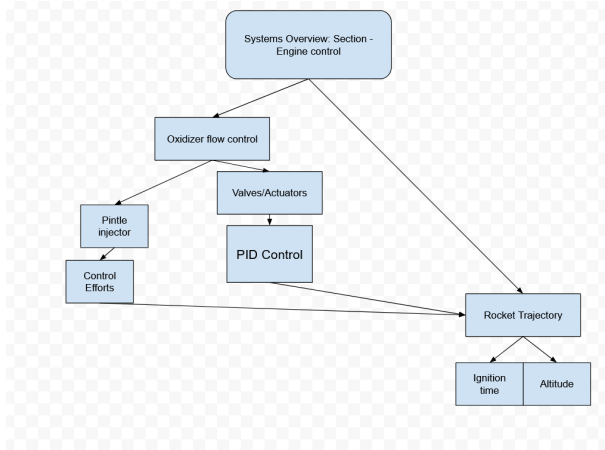 Systems Overview: Section -
Engine control
Oxidizer flow control
Valves/Actuators
Pintle
injector
PID Control
Control
Efforts
Rocket Trajectory
Ignition
time
Altitude